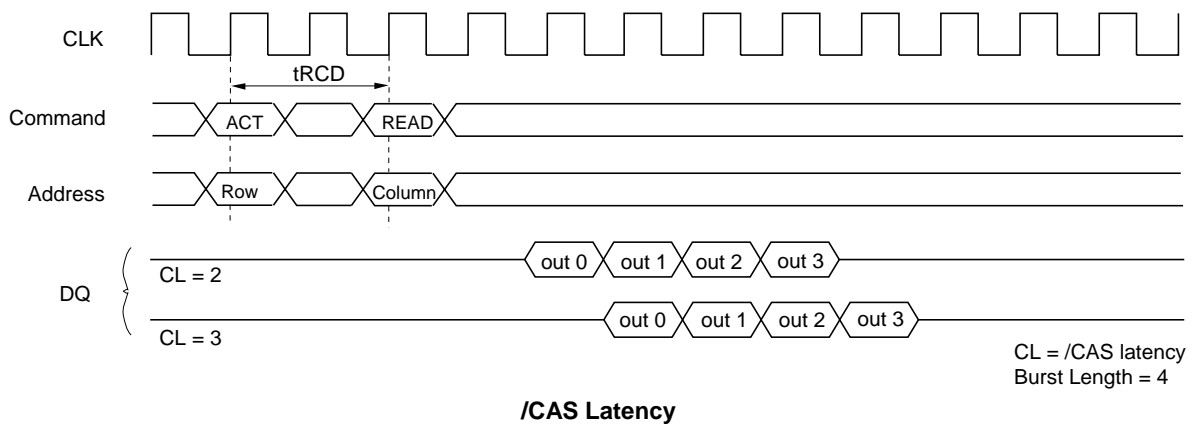 CLK
tRCD
Command
ACT
READ
Address
Row
Column
DQ
CL = 2
out 0
out 1
out 2
out 3
CL = 3
out 0
out 1
out 2
out 3
CL = /CAS latency
Burst Length = 4
/CAS Latency